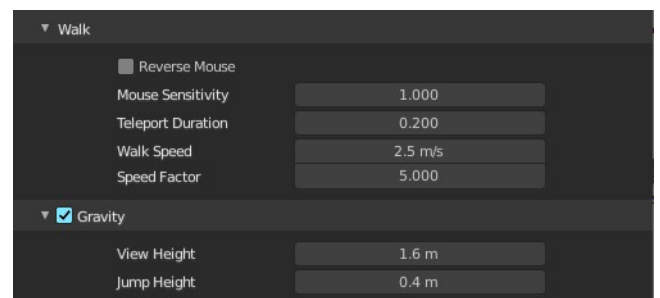 Walk
Reverse Mouse
Mouse Sensitivity 1.000
Teleport Duration 0.200
Walk Speed 2.5 m/s
Speed Factor 5.000
Gravity
View Height 1.6 m
Jump Height 0.4 m